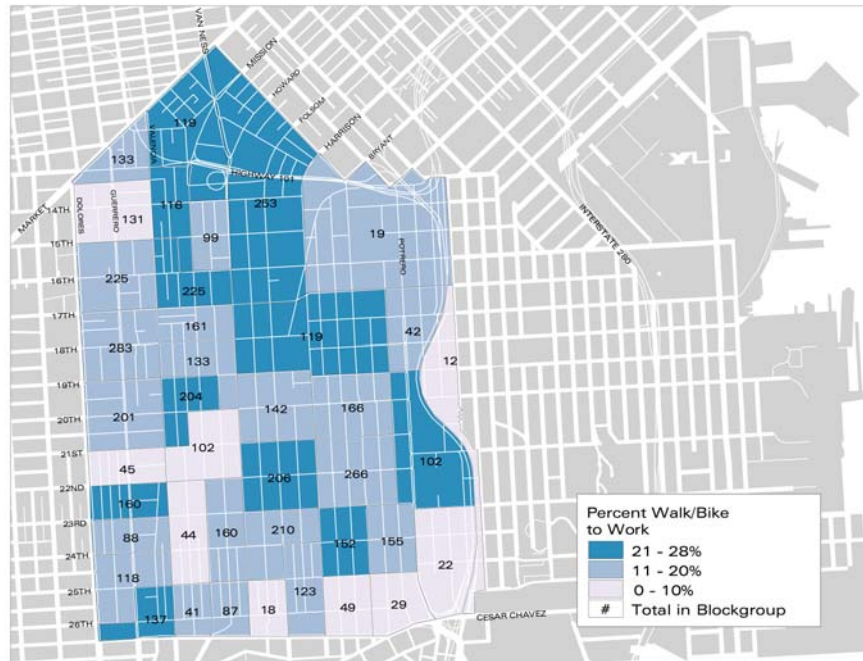 VAN NESS
MISSION
HOWARD
FOLSOM
HARRISON
BRYANT
119
VALENCIA
133
HIGHWAY 101
MARKET
14TH
DOLORES
GUERRERO
131
116
253
99
19
POTRERO
INTERSTATE 280
15TH
225
16TH
225
17TH
161
119
42
283
133
12
18TH
19TH
204
201
142
166
20TH
102
21ST
45
102
206
266
22ND
160
23RD
88
44
160
210
152
155
24TH
118
22
25TH
137
41
87
18
123
49
29
26TH
CESAR CHAVEZ
Percent Walk/Bike
to Work
21 - 28%
11 - 20%
0 - 10%
# Total in Blockgroup